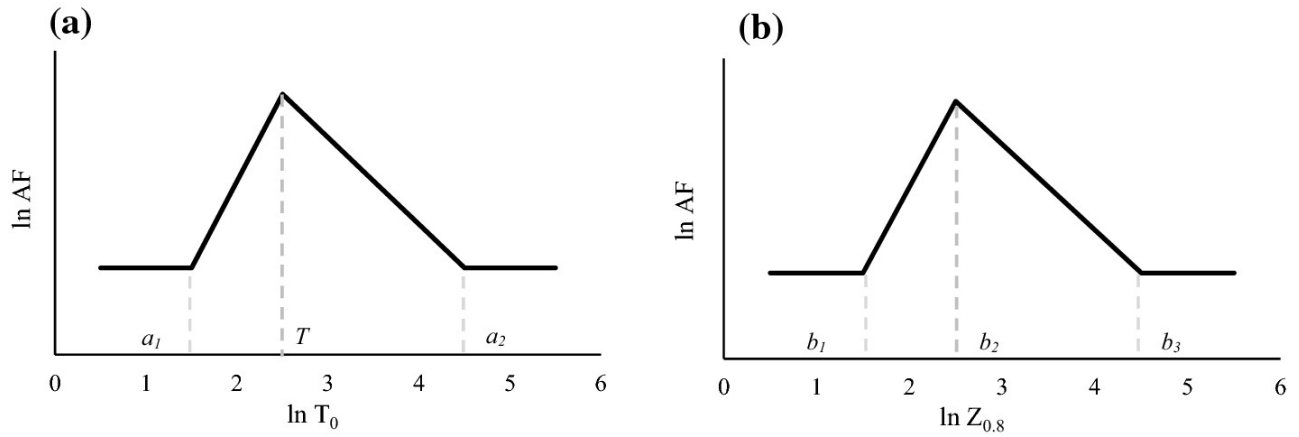 (a)
ln AF
a₁ T a₂
0 1 2 3 4 5 6
ln T₀
(b)
ln AF
b₁ b₂ b₃
0 1 2 3 4 5 6
ln Z₀.₈